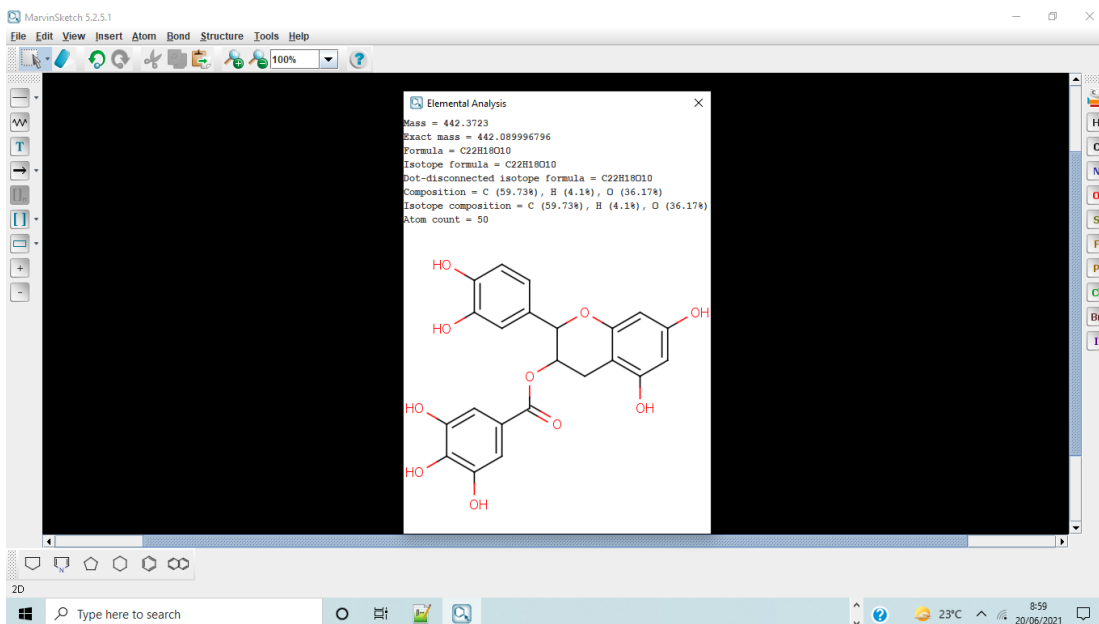 MarvinSketch 5.2.5.1
File Edit View Insert Atom Bond Structure Tools Help
100%
Elemental Analysis
Mass = 442.3723
Exact mass = 442.089996796
Formula = C22H18O10
Isotope formula = C22H18O10
Dot-disconnected isotope formula = C22H18O10
Composition = C (59.73%), H (4.1%), O (36.17%)
Isotope composition = C (59.73%), H (4.1%), O (36.17%)
Atom count = 50
HO
HO
O
OH
O
OH
HO
O
HO
OH
T
H
N
O
S
F
P
Br
I
N
2D
Type here to search
23°C
8:59
20/06/2021